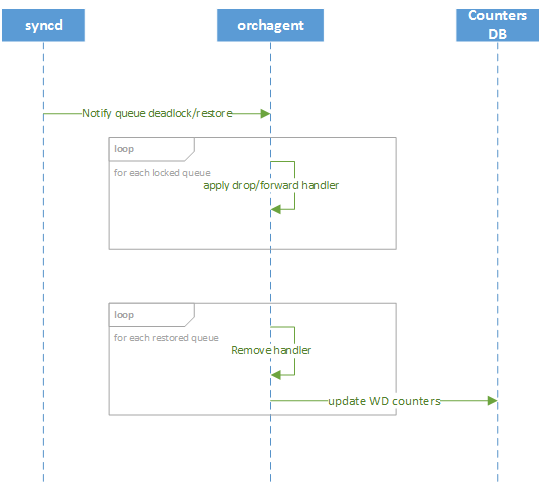 syncd
orchagent
Counters
DB
Notify queue deadlock/restore
loop
for each locked queue
apply drop/forward handler
loop
for each restored queue
Remove handler
update WD counters